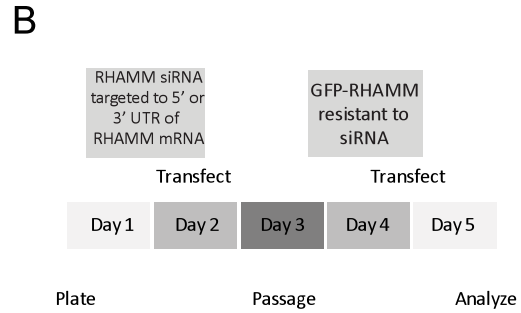 B
RHAMM siRNA
targeted to 5’ or
3’ UTR of
RHAMM mRNA
GFP-RHAMM
resistant to
siRNA
Transfect Transfect
Day 1 Day 2 Day 3 Day 4 Day 5
Plate Passage Analyze